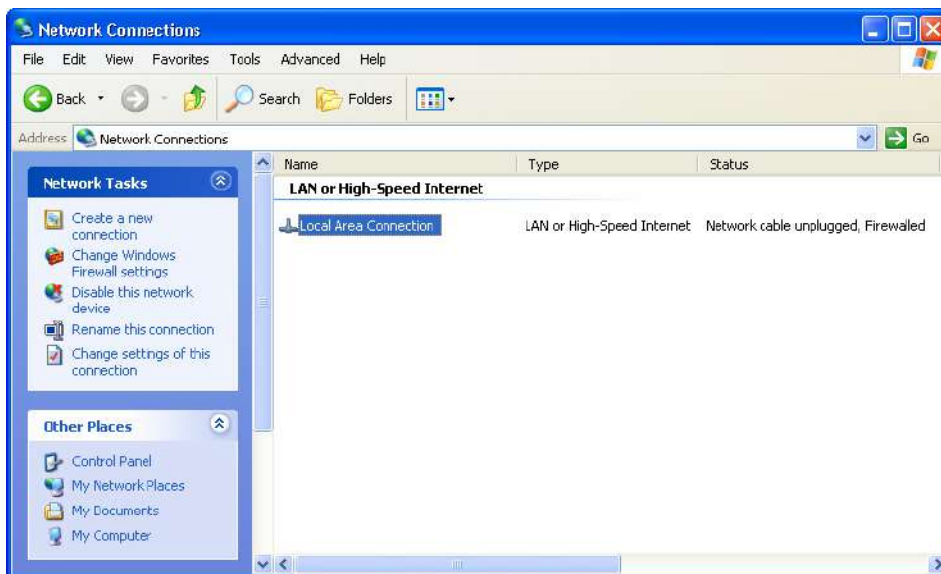 Network Connections
File Edit View Favorites Tools Advanced Help
Back Search Folders
Address Network Connections Go
Network Tasks
Create a new
connection
Change Windows
Firewall settings
Disable this network
device
Rename this connection
Change settings of this
connection
Other Places
Control Panel
My Network Places
My Documents
My Computer
Name Type Status
LAN or High-Speed Internet
Local Area Connection LAN or High-Speed Internet Network cable unplugged, Firewalled